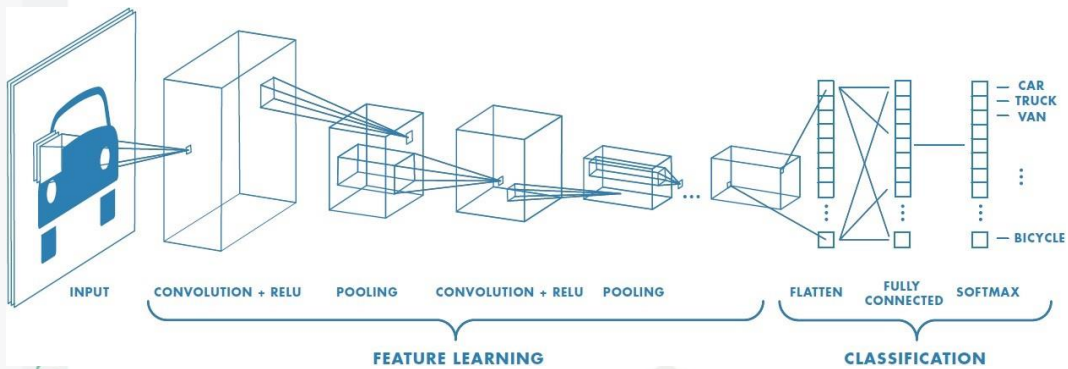 CAR
TRUCK
VAN
BICYCLE
INPUT
CONVOLUTION + RELU
POOLING
CONVOLUTION + RELU
POOLING
FLATTEN
FULLY
CONNECTED
SOFTMAX
FEATURE LEARNING
CLASSIFICATION